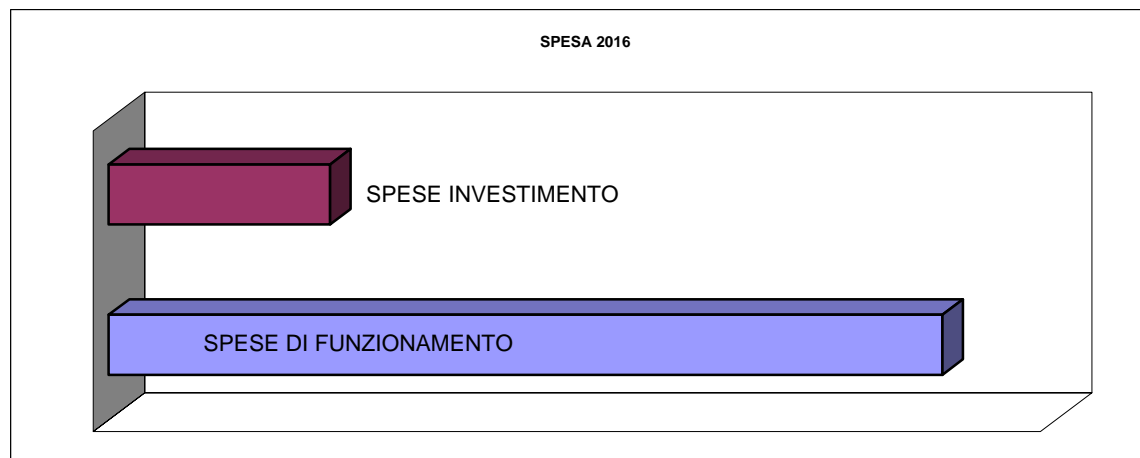 SPESA 2016
SPESE INVESTIMENTO
SPESE DI FUNZIONAMENTO